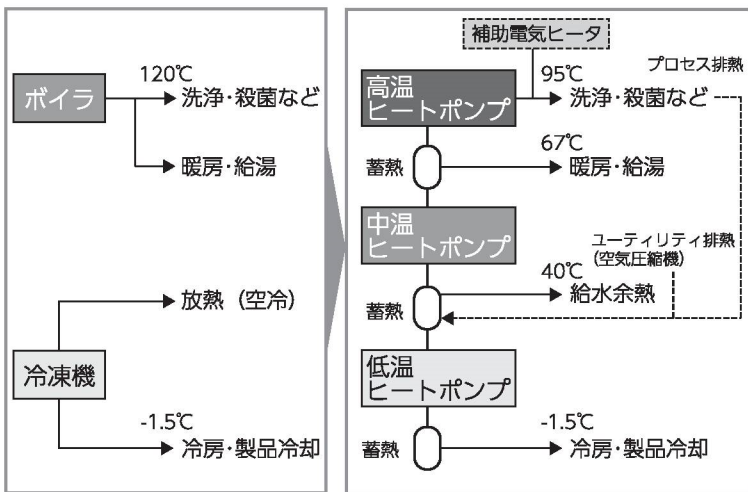 ボイラ
120℃
洗浄・殺菌など
暖房・給湯
放熱（空冷）
冷凍機
-1.5℃
冷房・製品冷却
補助電気ヒータ
高温
ヒートポンプ
95℃
洗浄・殺菌など
プロセス排熱
蓄熱
67℃
暖房・給湯
中温
ヒートポンプ
ユーティリティ排熱
(空気圧縮機)
蓄熱
40℃
給水余熱
低温
ヒートポンプ
蓄熱
-1.5℃
冷房・製品冷却